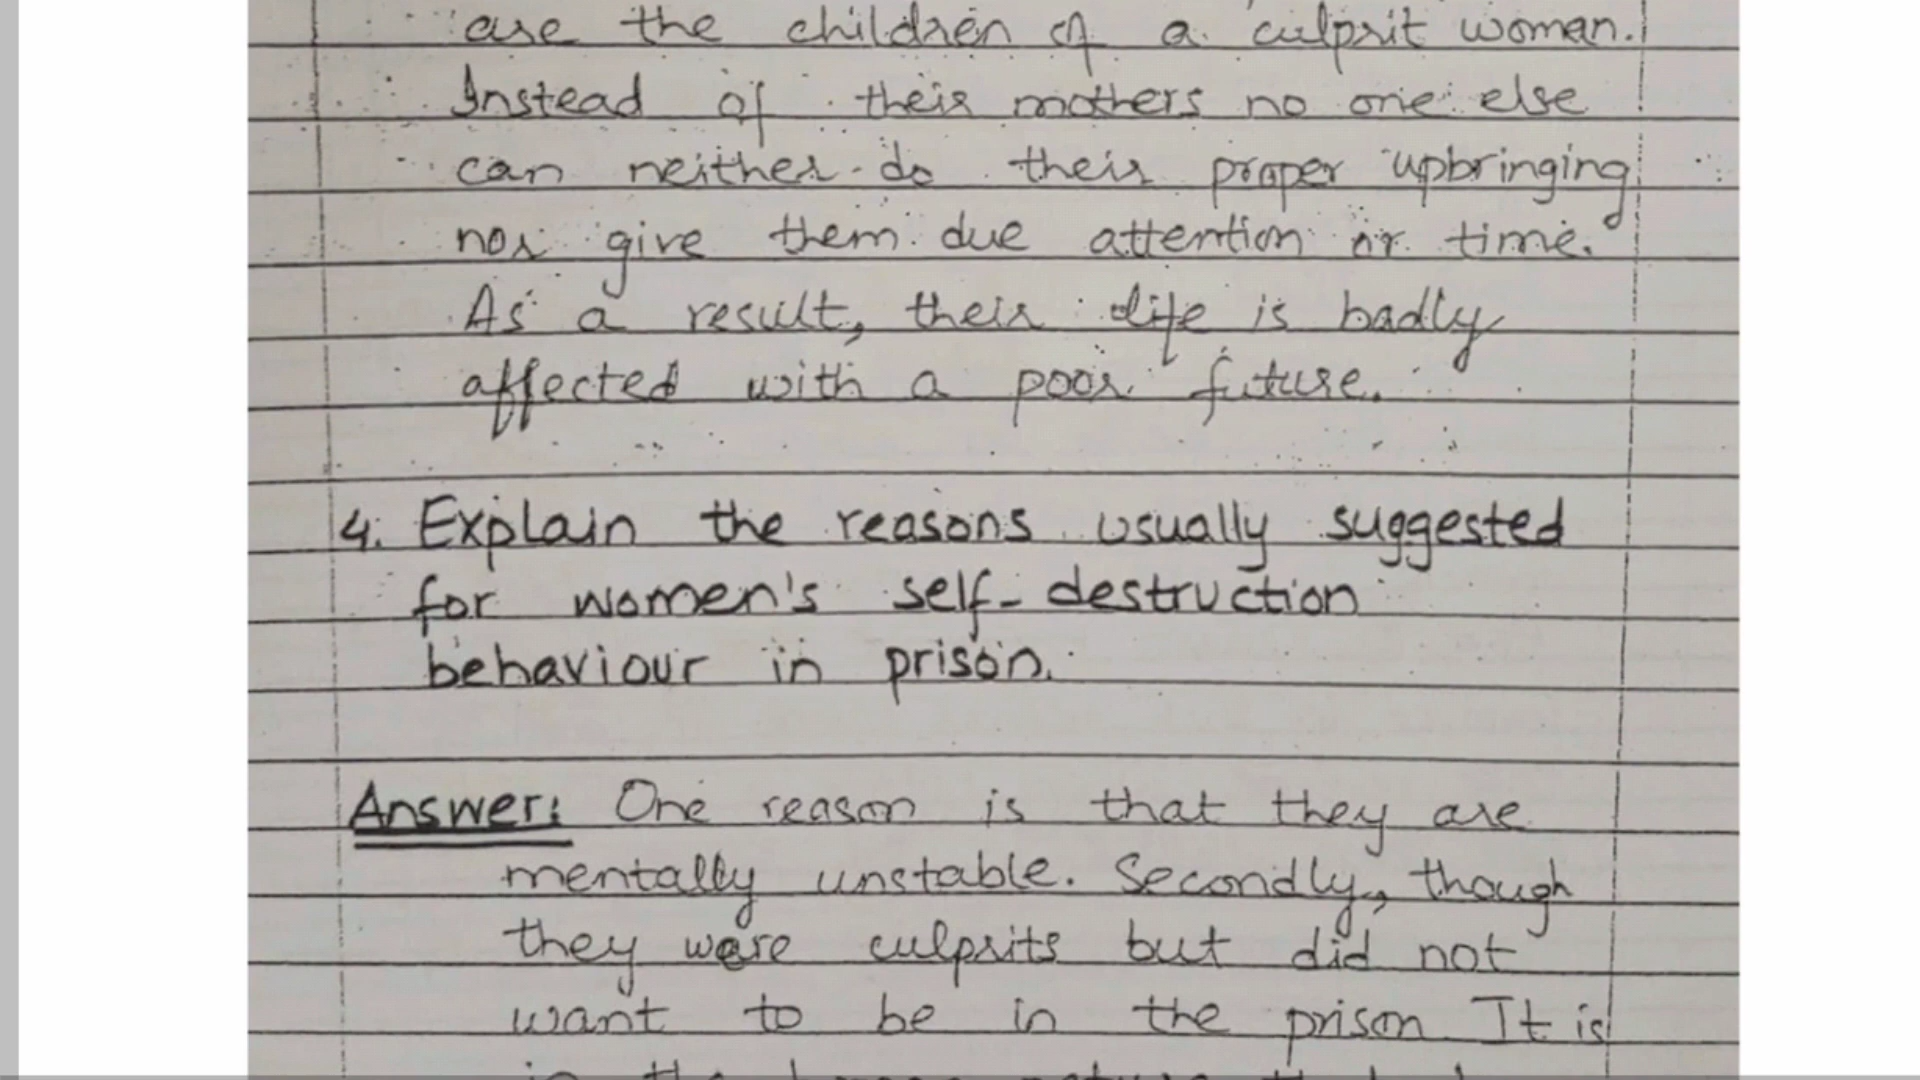 are the children of a culprit woman.
Instead of their mothers no one else
can neither do their proper upbringing
nor give them due attention or time.
As a result, their life is badly
affected with a poor future.
4. Explain the reasons usually suggested
for women's self-destruction
behaviour in prison.
Answer: One reason is that they are
mentally unstable. Secondly, though
they were culprits but did not
want to be in the prison It is